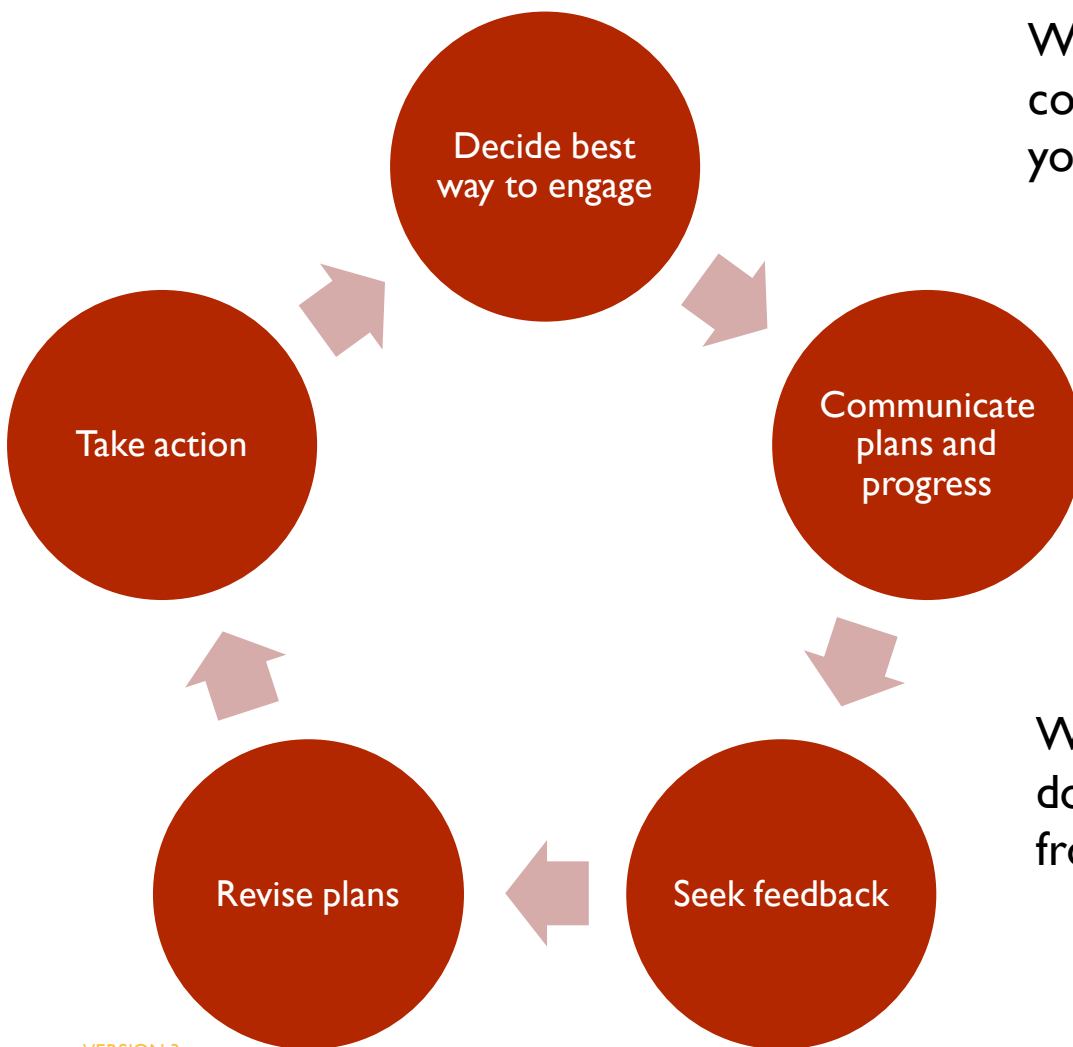 Decide best
way to engage
Communicate
plans and
progress
Seek feedback
Revise plans
Take action